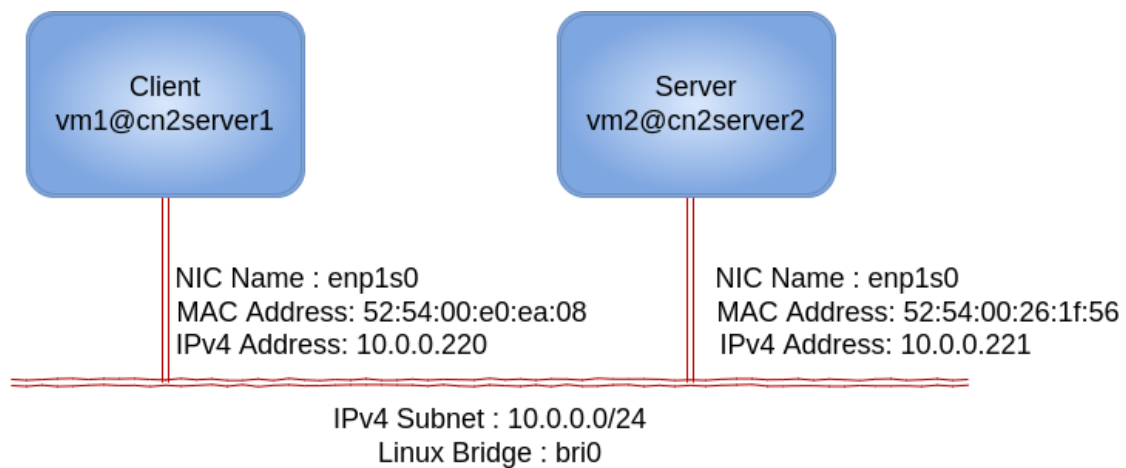 Client
vm1@cn2server1
Server
vm2@cn2server2
NIC Name : enp1s0
MAC Address: 52:54:00:e0:ea:08
IPv4 Address: 10.0.0.220
NIC Name : enp1s0
MAC Address: 52:54:00:26:1f:56
IPv4 Address: 10.0.0.221
IPv4 Subnet : 10.0.0.0/24
Linux Bridge : bri0